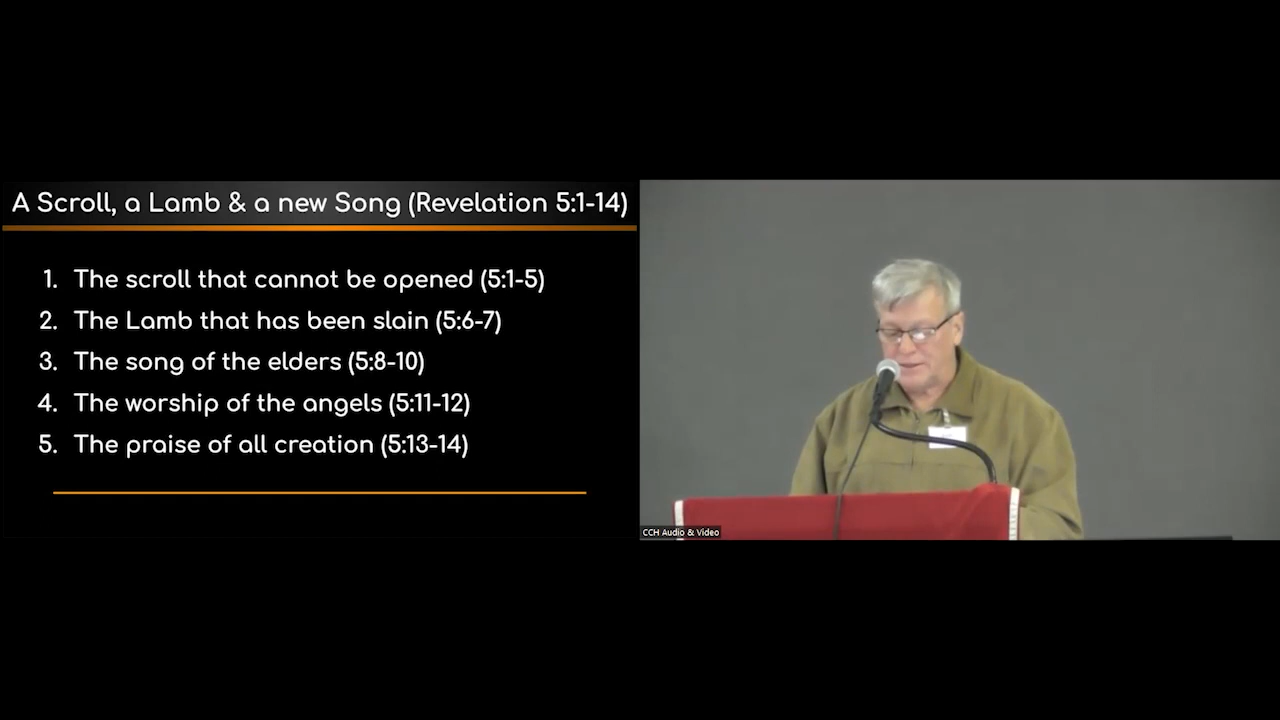 A Scroll, a Lamb & a new Song (Revelation 5:1-14)
1. The scroll that cannot be opened (5:1-5)
2. The Lamb that has been slain (5:6-7)
3. The song of the elders (5:8-10)
4. The worship of the angels (5:11-12)
5. The praise of all creation (5:13-14)
CCH Audio & Video